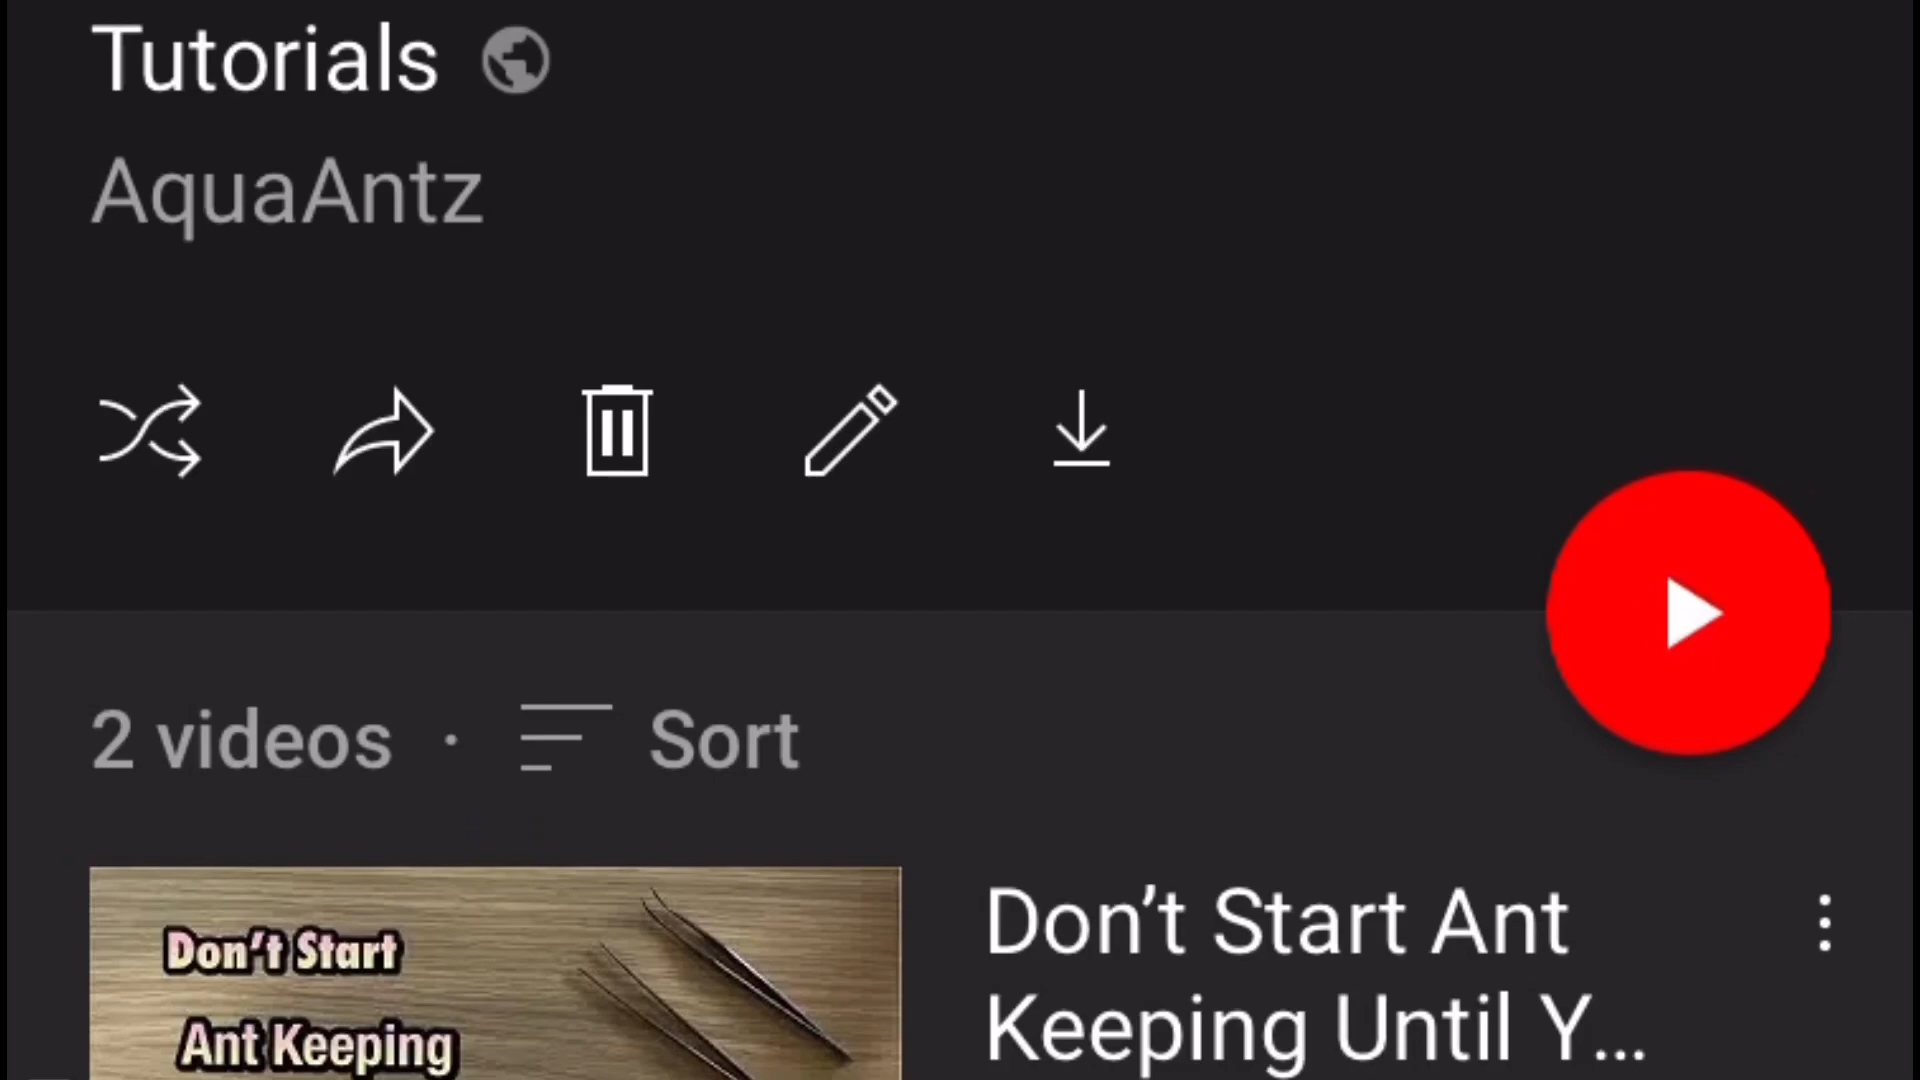 Tutorials
AquaAntz
2 videos · Sort
Don't Start
Ant Keeping
Don’t Start Ant
Keeping Until Y...